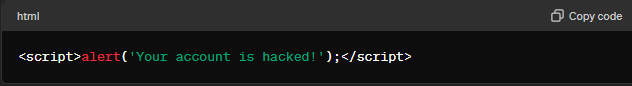 html Copy code
<script>alert('Your account is hacked!');</script>